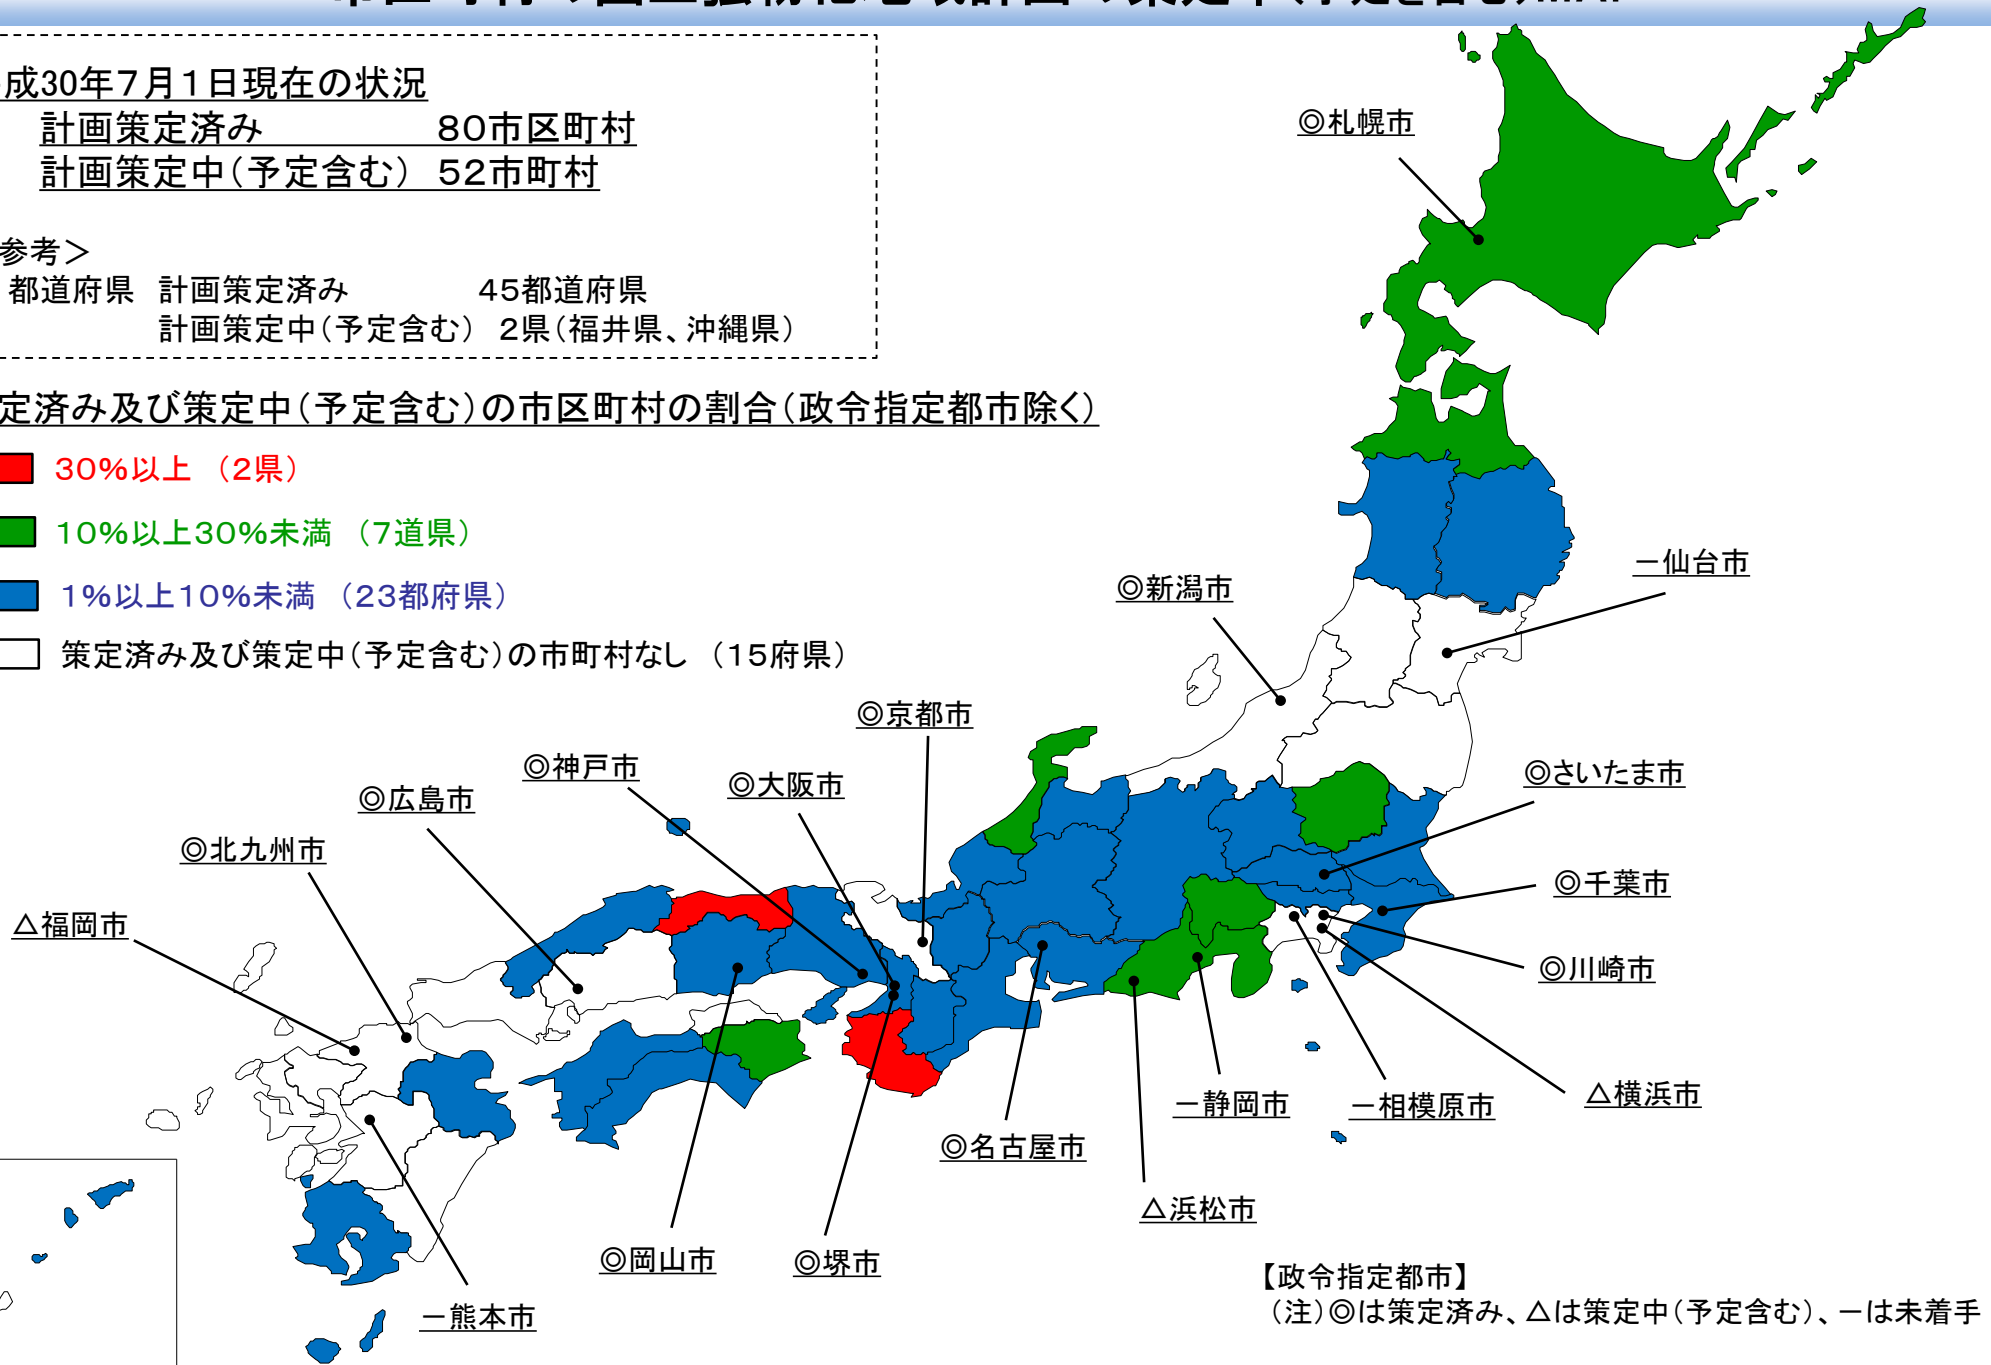 成30年７月１日現在の状況
計画策定済み　80市区町村
計画策定中（予定含む）　52市町村
参考＞
都道府県　計画策定済み　45都道府県
計画策定中（予定含む）　2県（福井県、沖縄県）
定済み及び策定中（予定含む）の市区町村の割合（政令指定都市除く）
30％以上　（2県）
10％以上30％未満　（7道県）
1％以上10％未満　（23都府県）
策定済み及び策定中（予定含む）の市町村なし　（15府県）
◎札幌市
－仙台市
◎新潟市
◎京都市
◎神戸市
◎大阪市
◎さいたま市
◎広島市
◎北九州市
◎千葉市
△福岡市
◎川崎市
△横浜市
－静岡市
－相模原市
◎名古屋市
△浜松市
◎岡山市
◎堺市
－熊本市
【政令指定都市】
（注）◎は策定済み、△は策定中（予定含む）、－は未着手